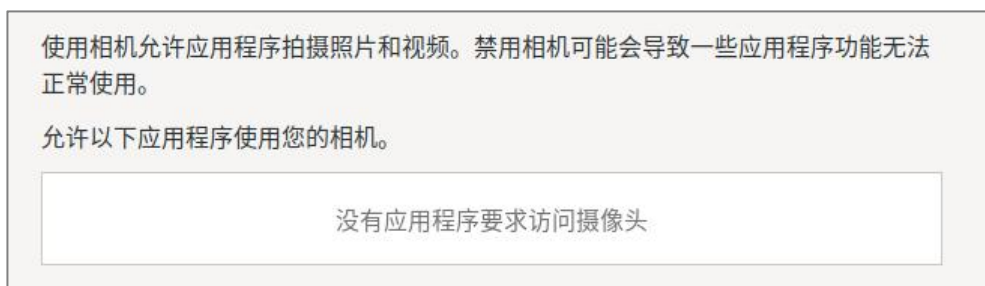 使用相机允许应用程序拍摄照片和视频。禁用相机可能会导致一些应用程序功能无法
正常使用。
允许以下应用程序使用您的相机。
没有应用程序要求访问摄像头